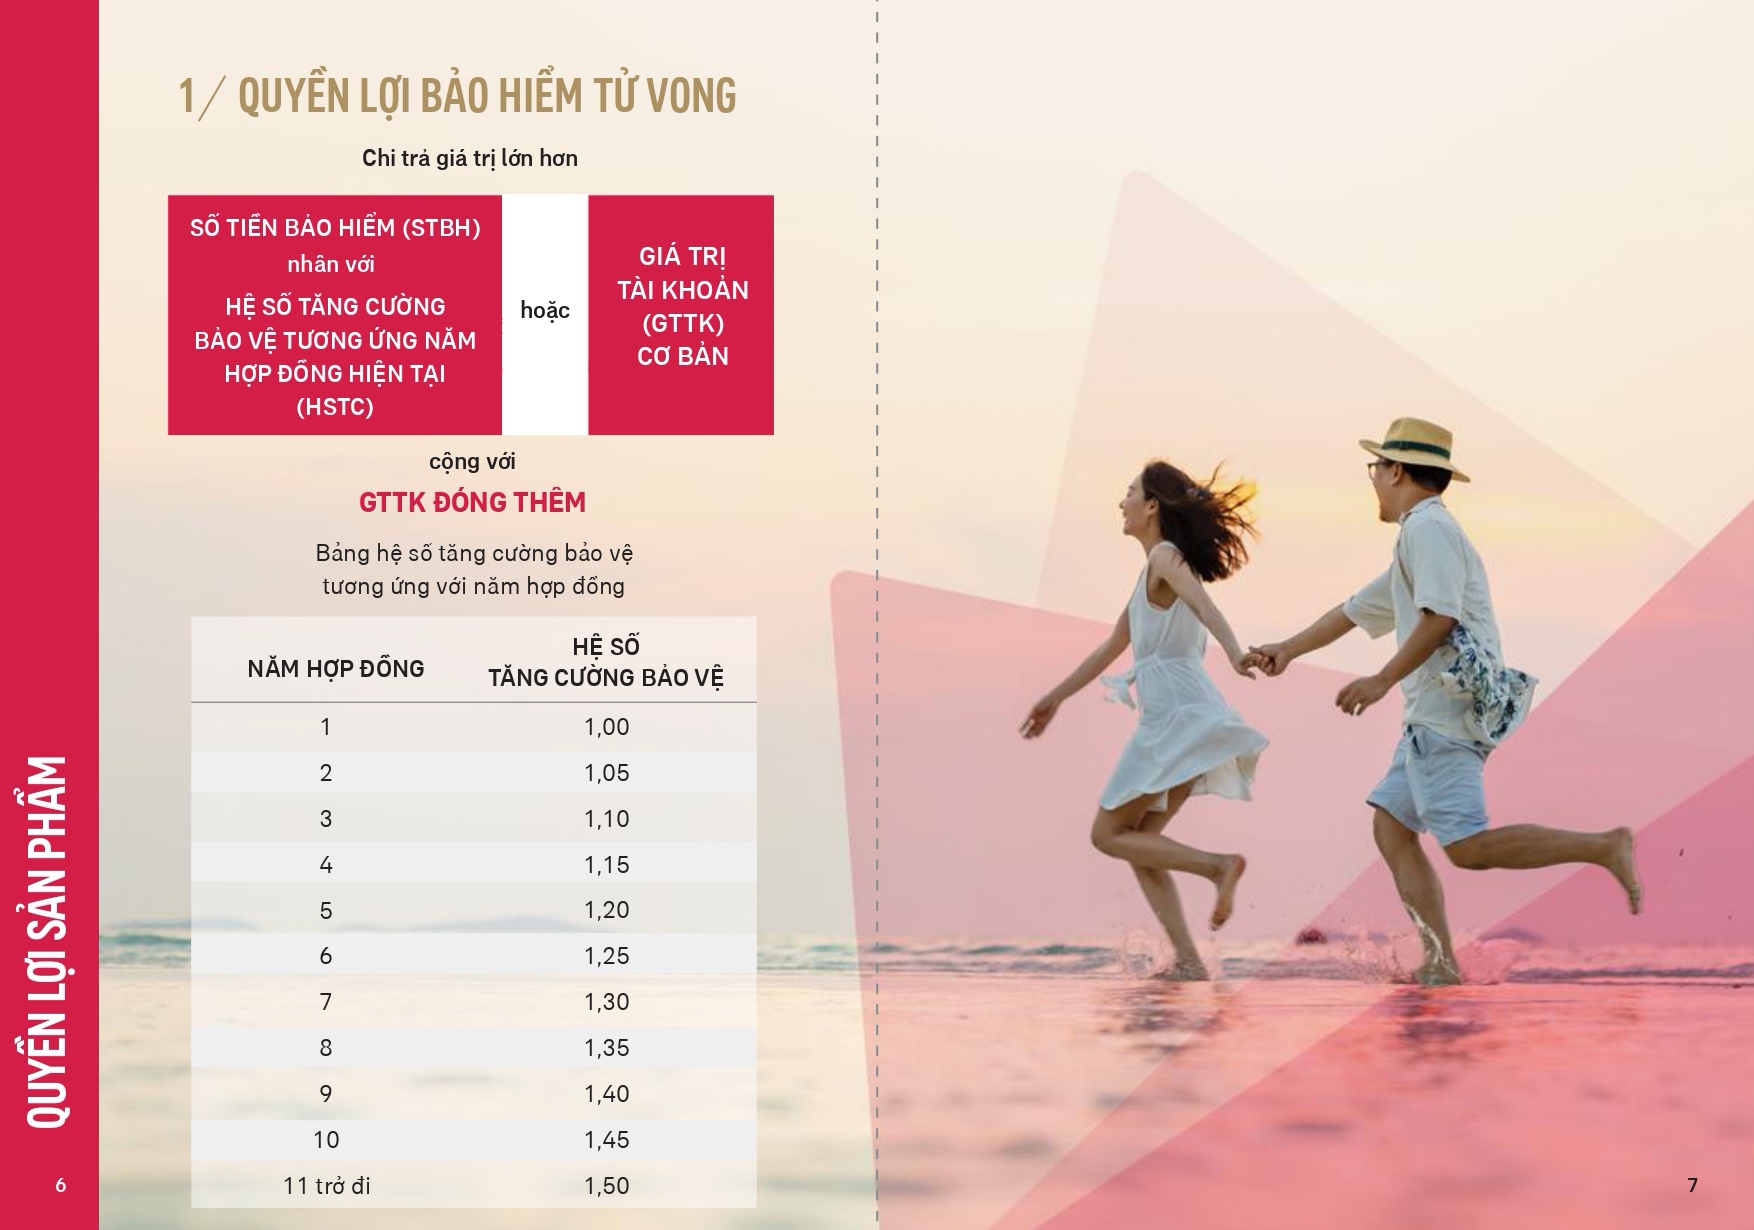 QUYỀN LỢI SẢN PHẨM
6
1/ QUYỀN LỢI BẢO HIỂM TỬ VONG
Chi trả giá trị lớn hơn
SỐ TIỀN BẢO HIỂM (STBH)
nhân với
HỆ SỐ TĂNG CƯỜNG
BẢO VỆ TƯƠNG ỨNG NĂM
HỢP ĐỒNG HIỆN TẠI
(HSTC)
hoặc
GIÁ TRỊ
TÀI KHOẢN
(GTTK)
CƠ BẢN
cộng với
GTTK ĐÓNG THÊM
Bảng hệ số tăng cường bảo vệ
tương ứng với năm hợp đồng
NĂM HỢP ĐỒNG
HỆ SỐ
TĂNG CƯỜNG BẢO VỆ
1 1,00
2 1,05
3 1,10
4 1,15
5 1,20
6 1,25
7 1,30
8 1,35
9 1,40
10 1,45
11 trở đi 1,50
7